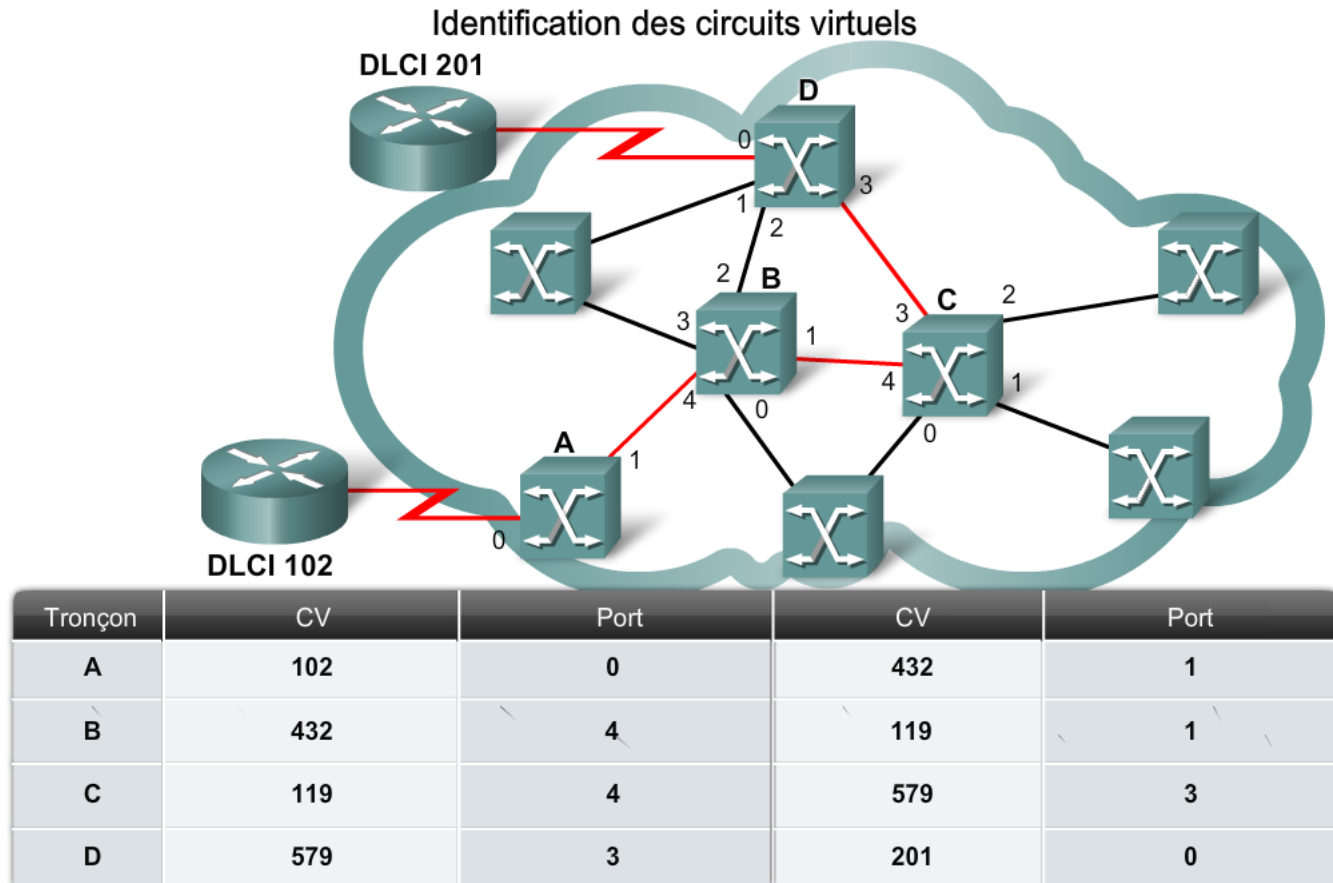 Identification des circuits virtuels
DLCI 201
D
0
3
1
2
2
B
3
1
4
0
C
3
2
4
1
0
A
1
0
DLCI 102
Tronçon CV Port CV Port
A 102 0 432 1
B 432 4 119 1
C 119 4 579 3
D 579 3 201 0